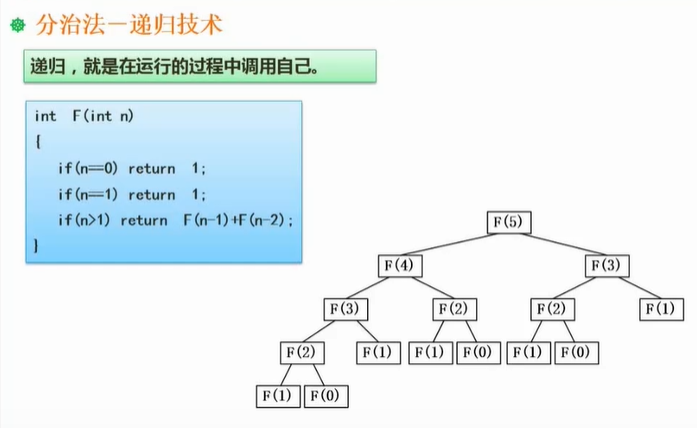 分治法－递归技术
递归，就是在运行的过程中调用自己。
int F(int n)
{
if(n==0) return 1;
if(n==1) return 1;
if(n>1) return F(n-1)+F(n-2);
}
F(5)
F(4) F(3)
F(3) F(2) F(2) F(1)
F(2) F(1) F(1) F(0) F(1) F(0)
F(1) F(0)